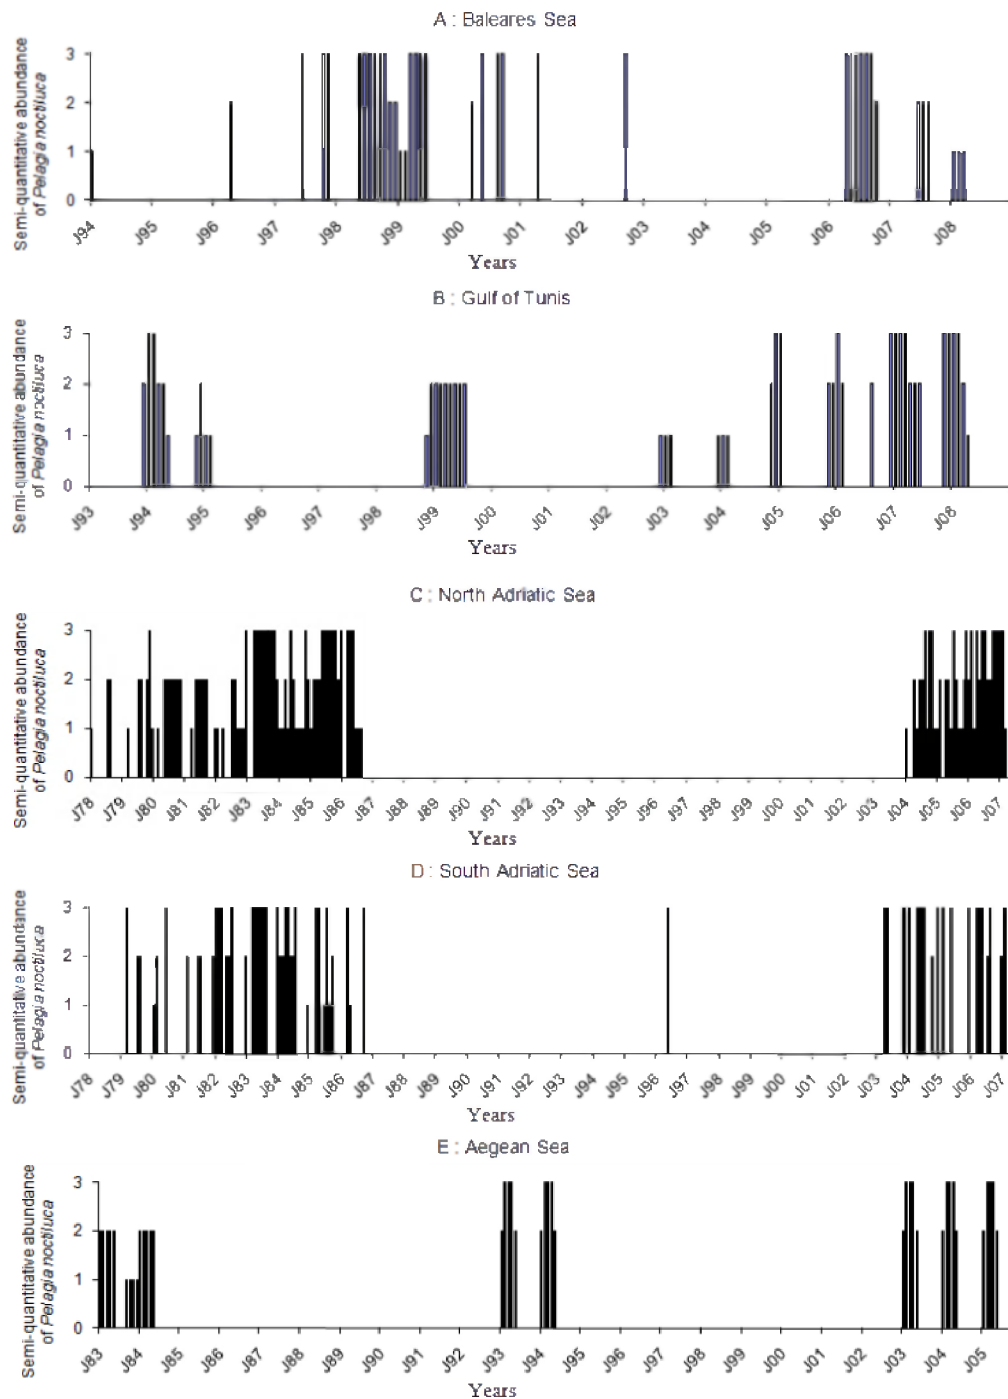 A : Baleares Sea
Semi-quantitative abundance
of Pelagia noctiluca
3
2
1
0
J94 J95 J96 J97 J98 J99 J00 J01 J02 J03 J04 J05 J06 J07 J08
Years
B : Gulf of Tunis
Semi-quantitative abundance
of Pelagia noctiluca
3
2
1
0
J93 J94 J95 J96 J97 J98 J99 J00 J01 J02 J03 J04 J05 J06 J07 J08
Years
C : North Adriatic Sea
Semi-quantitative abundance
of Pelagia noctiluca
3
2
1
0
J78 J79 J80 J81 J82 J83 J84 J85 J86 J87 J88 J89 J90 J91 J92 J93 J94 J95 J96 J97 J98 J99 J00 J01 J02 J03 J04 J05 J06 J07
Years
D : South Adriatic Sea
Semi-quantitative abundance
of Pelagia noctiluca
3
2
1
0
J78 J79 J80 J81 J82 J83 J84 J85 J86 J87 J88 J89 J90 J91 J92 J93 J94 J95 J96 J97 J98 J99 J00 J01 J02 J03 J04 J05 J06 J07
Years
E : Aegean Sea
Semi-quantitative abundance
of Pelagia noctiluca
3
2
1
0
J83 J84 J85 J86 J87 J88 J89 J90 J91 J92 J93 J94 J95 J96 J97 J98 J99 J00 J01 J02 J03 J04 J05
Years